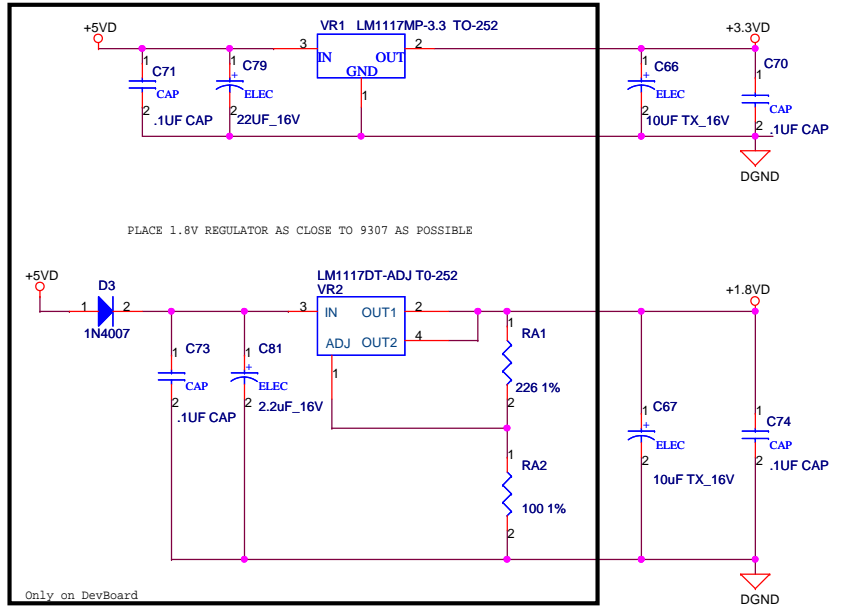 +5VD
VR1 LM1117MP-3.3 TO-252
+3.3VD
3
IN
OUT
2
GND
1
1
C71
CAP
2
.1UF CAP
1
C79
+
ELEC
2
22UF_16V
1
C66
+
ELEC
2
10UF TX_16V
C70
1
CAP
2
.1UF CAP
DGND
PLACE 1.8V REGULATOR AS CLOSE TO 9307 AS POSSIBLE
+5VD
D3
1
2
1N4007
LM1117DT-ADJ T0-252
VR2
3
IN
OUT1
2
ADJ
OUT2
4
1
+1.8VD
1
C73
CAP
2
.1UF CAP
1
C81
+
ELEC
2
2.2uF_16V
1
RA1
226 1%
2
1
RA2
100 1%
2
1
C67
+
ELEC
2
10uF TX_16V
1
C74
CAP
2
.1UF CAP
DGND
Only on DevBoard